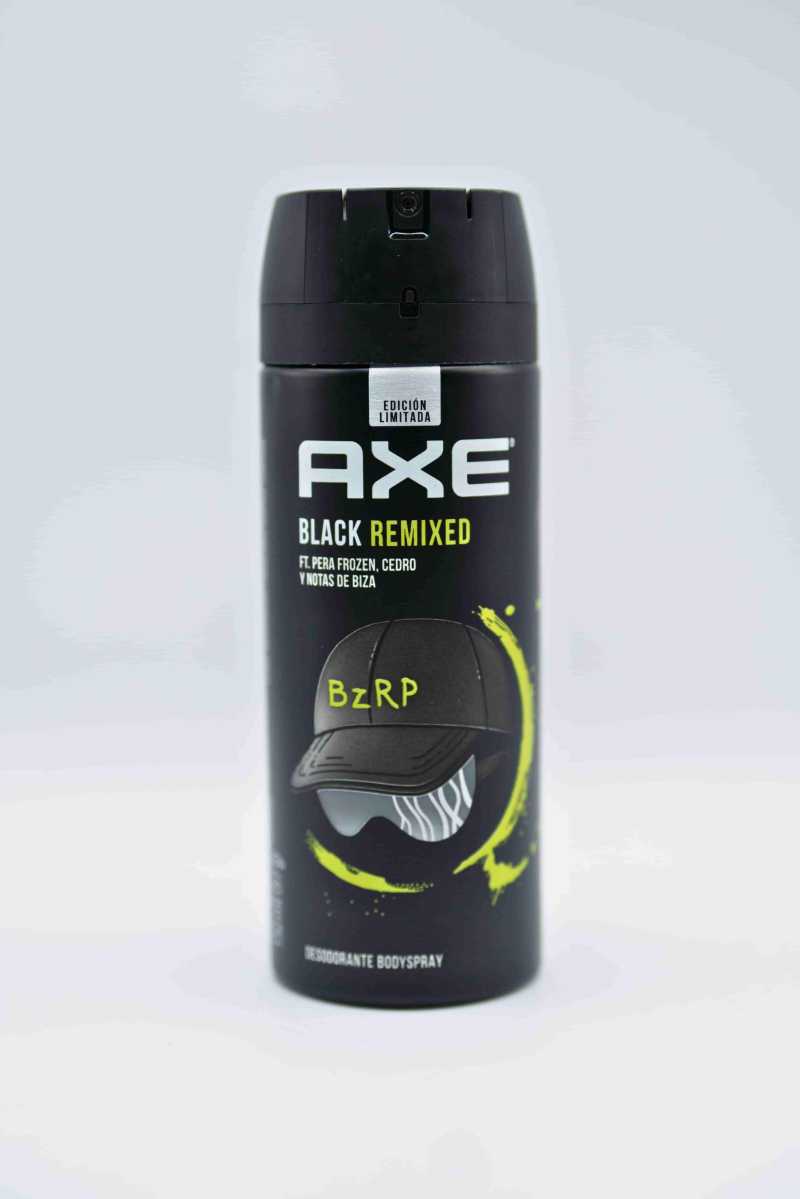 EDICIÓN
LIMITADA
AXE®
BLACK REMIXED
FT. PERA FROZEN, CEDRO
Y NOTAS DE BIZA
BzRP
DESODORANTE BODYSPRAY